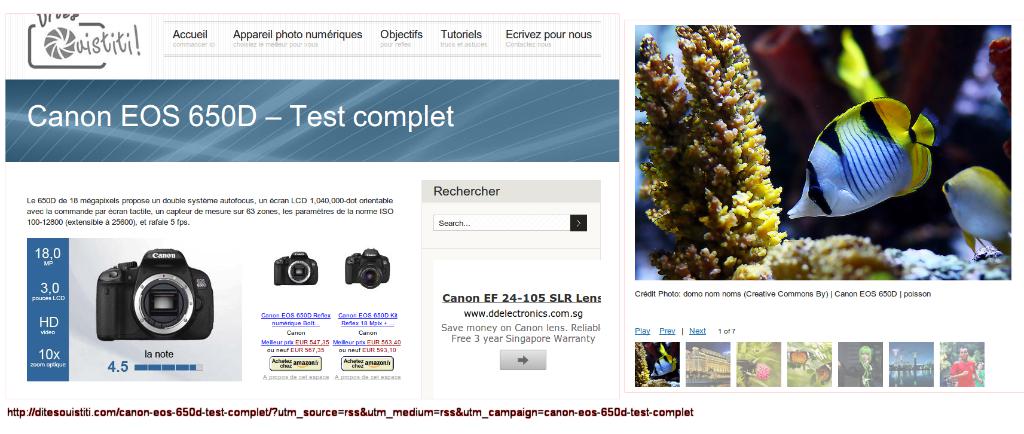 Ouistiti!
Accueil
commancer ici
Appareil photo numériques
choisisez le meilleur pour vous
Objectifs
pour reflex
Tutoriels
trucs et astuces
Ecrivez pour nous
Contactez nous
Canon EOS 650D – Test complet
Le 650D de 18 mégapixels propose un double système autofocus, un écran LCD 1,040,000-dot orientable
avec la commande par écran tactile, un capteur de mesure sur 63 zones, les paramètres de la norme ISO
100-12800 (extensible à 25600), et rafale 5 fps.
18,0
MP
3,0
pouces LCD
HD
video
10x
zoom optique
Canon
la note
4.5
Canon EOS 650D Reflex
numérique Boît...
Canon
Meilleur prix EUR 547,35
ou neuf EUR 567,35
Achetez
chez amazon.fr
A propos de cet espace
Canon EOS 650D Kit
Reflex 18 Mpix + ...
Canon
Meilleur prix EUR 563,40
ou neuf EUR 593,10
Achetez
chez amazon.fr
A propos de cet espace
Rechercher
Search...
Canon EF 24-105 SLR Lens
www.ddelectronics.com.sg
Save money on Canon lens. Reliabl
Free 3 year Singapore Warranty
Crédit Photo: domo nom noms (Creative Commons By) | Canon EOS 650D | poisson
Play Prev | Next 1 of 7
http://ditesouistiti.com/canon-eos-650d-test-complet/?utm_source=rss&utm_medium=rss&utm_campaign=canon-eos-650d-test-complet